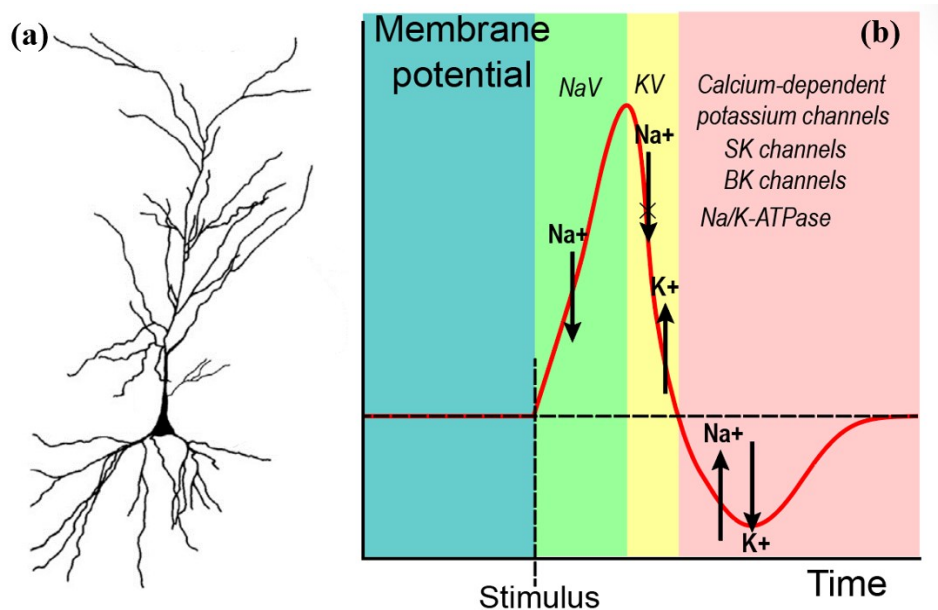 (a)
Membrane
potential
(b)
NaV
KV
Calcium-dependent
potassium channels
SK channels
BK channels
Na/K-ATPase
Na+
Na+
K+
Na+
K+
Stimulus
Time